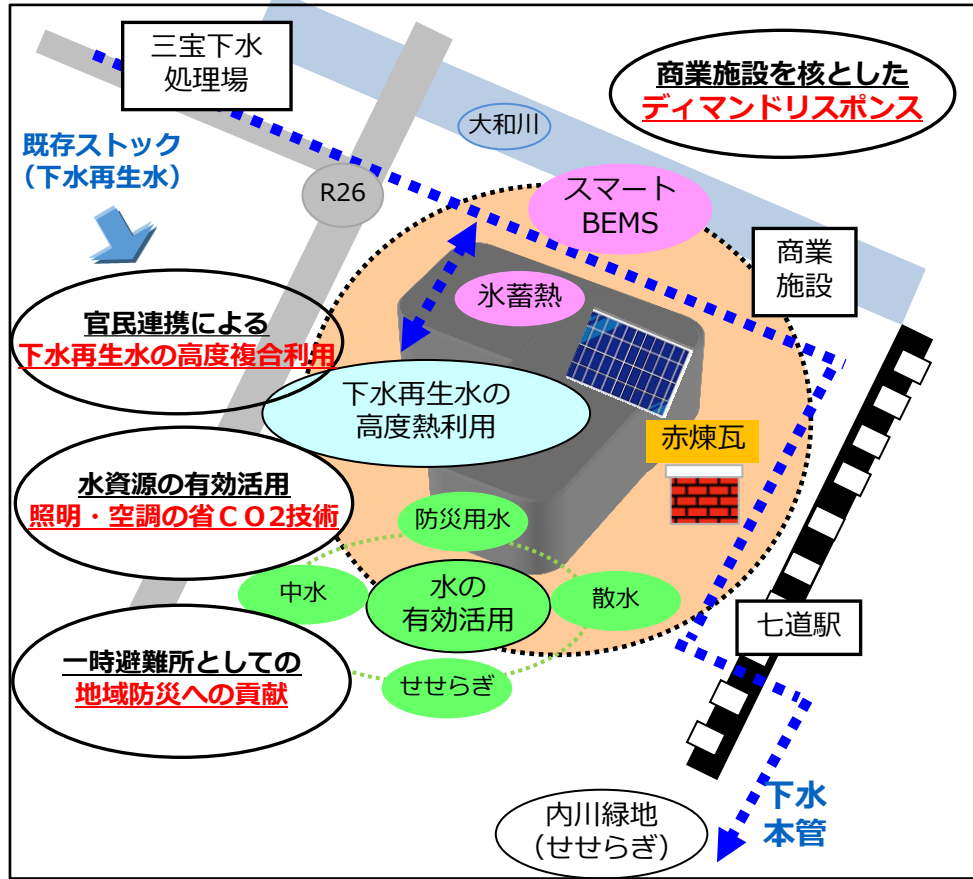 三宝下水
処理場
商業施設を核とした
ディマンドリスポンス
大和川
既存ストック
（下水再生水）
R26
スマート
BEMS
商業
施設
氷蓄熱
官民連携による
下水再生水の高度複合利用
下水再生水の
高度熱利用
赤煉瓦
水資源の有効活用
照明・空調の省ＣＯ2技術
防災用水
中水
水の
有効活用
散水
七道駅
一時避難所としての
地域防災への貢献
せせらぎ
内川緑地
（せせらぎ）
下水
本管